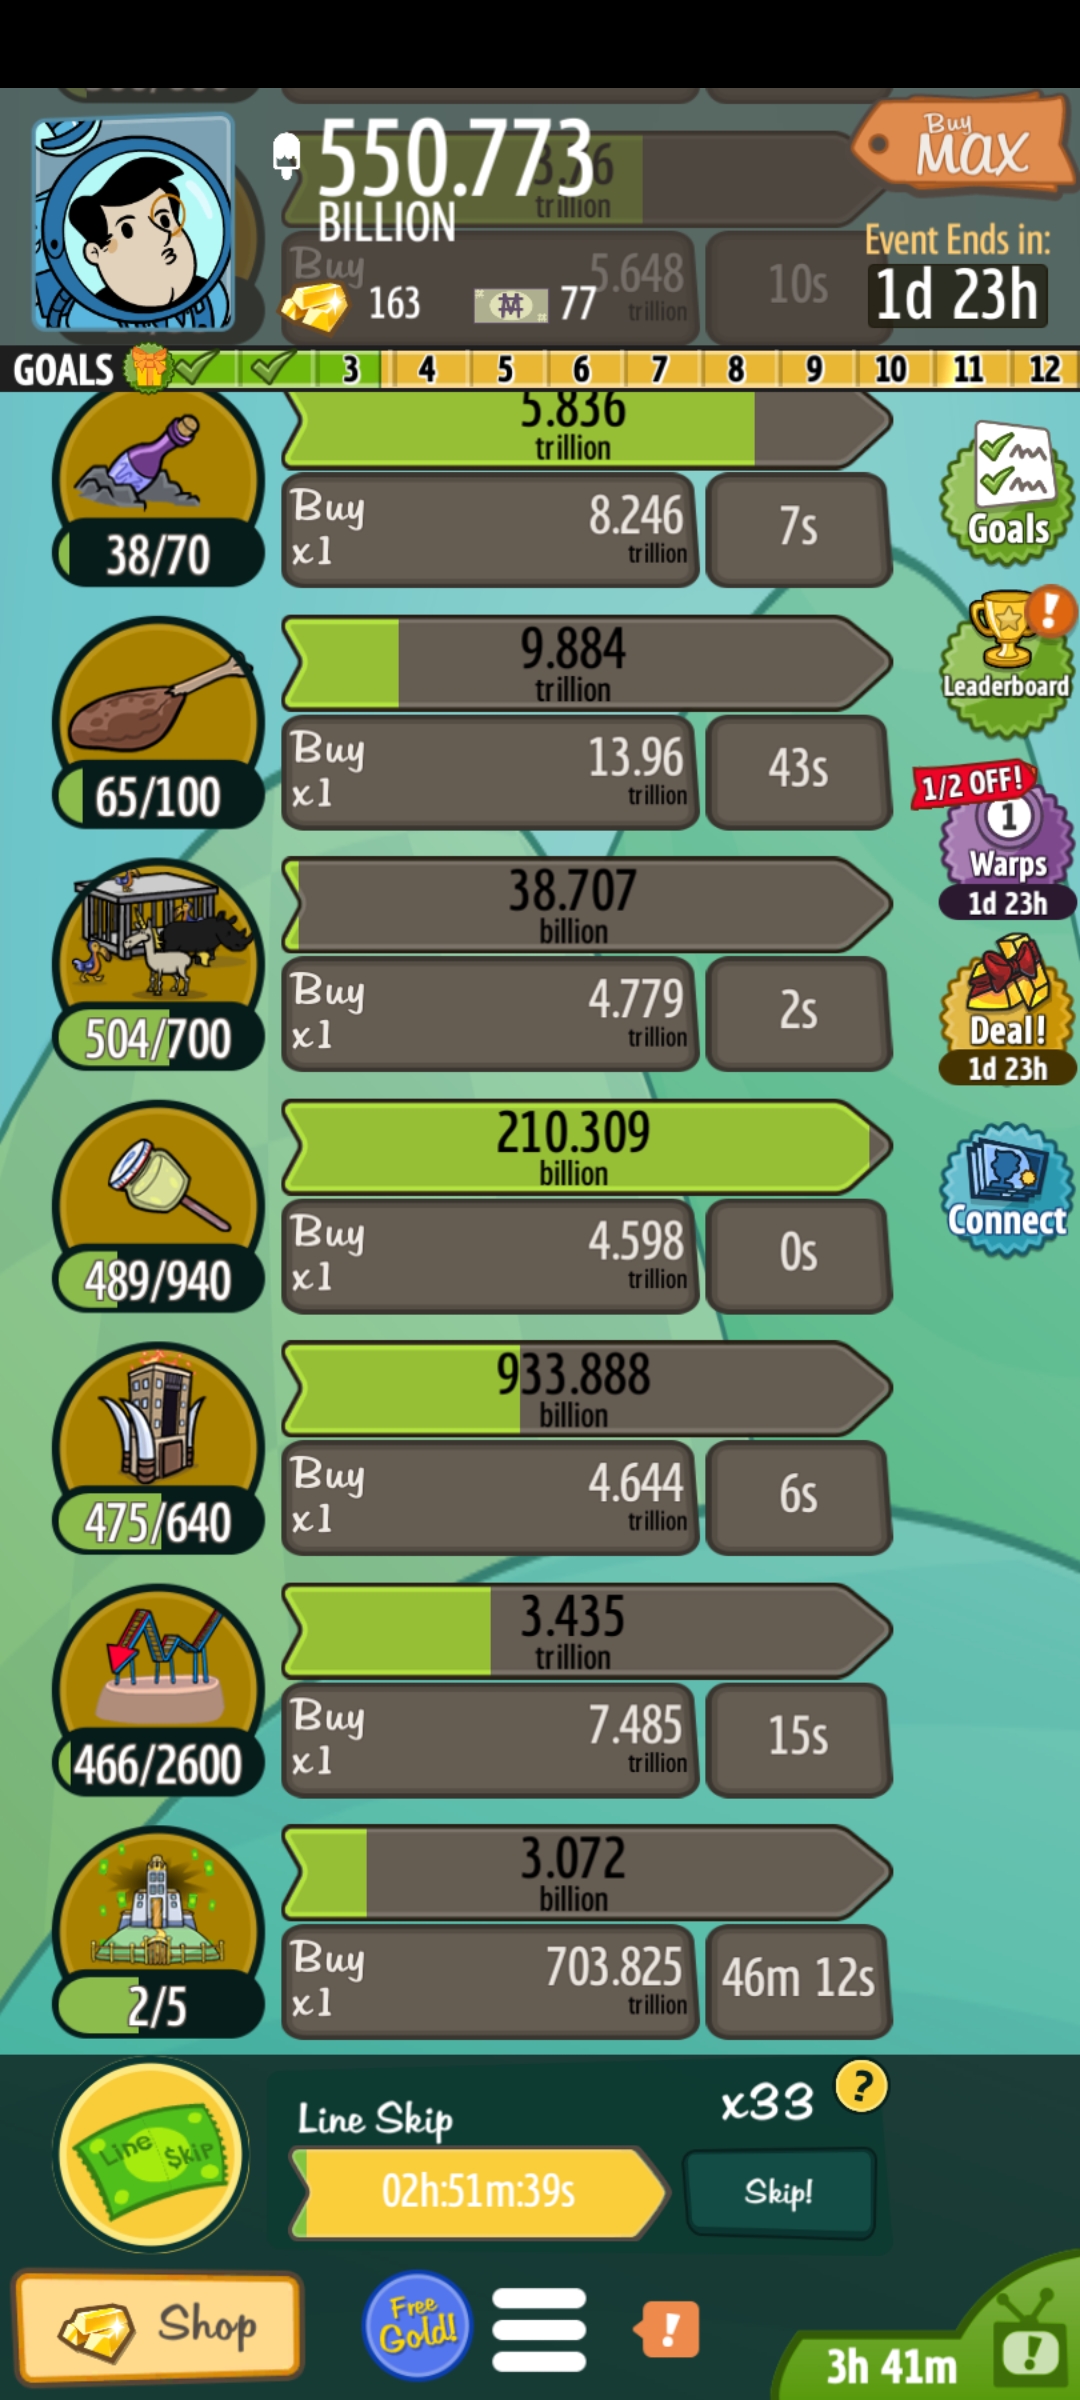 550.773
BILLION
3.36
trillion
Buy
MAX
Event Ends in:
1d 23h
Buy
5.648
trillion
10s
163
77
GOALS 3 4 5 6 7 8 9 10 11 12
5.836
trillion
38/70
Buy
x1
8.246
trillion
7s
Goals
9.884
trillion
65/100
Buy
x1
13.96
trillion
43s
!
Leaderboard
1/2 OFF!
1
Warps
1d 23h
38.707
billion
504/700
Buy
x1
4.779
trillion
2s
Deal!
1d 23h
210.309
billion
489/940
Buy
x1
4.598
trillion
0s
Connect
933.888
billion
475/640
Buy
x1
4.644
trillion
6s
3.435
trillion
466/2600
Buy
x1
7.485
trillion
15s
3.072
billion
2/5
Buy
x1
703.825
trillion
46m 12s
Line $kip
Line Skip
x33
?
02h:51m:39s
Skip!
Shop
Free
Gold!
!
3h 41m
!